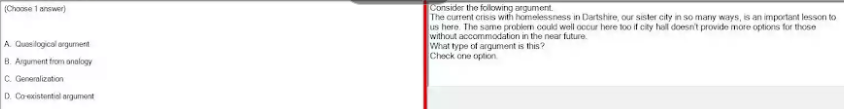 (Choose 1 answer)
A. Quasilogical argument
B. Argument from analogy
C. Generalization
D. Co-existential argument
Consider the following argument.
The current crisis with homelessness in Dartshire, our sister city in so many ways, is an important lesson to
us here. The same problem could well occur here too if city hall doesn't provide more options for those
without accommodation in the near future.
What type of argument is this?
Check one option.